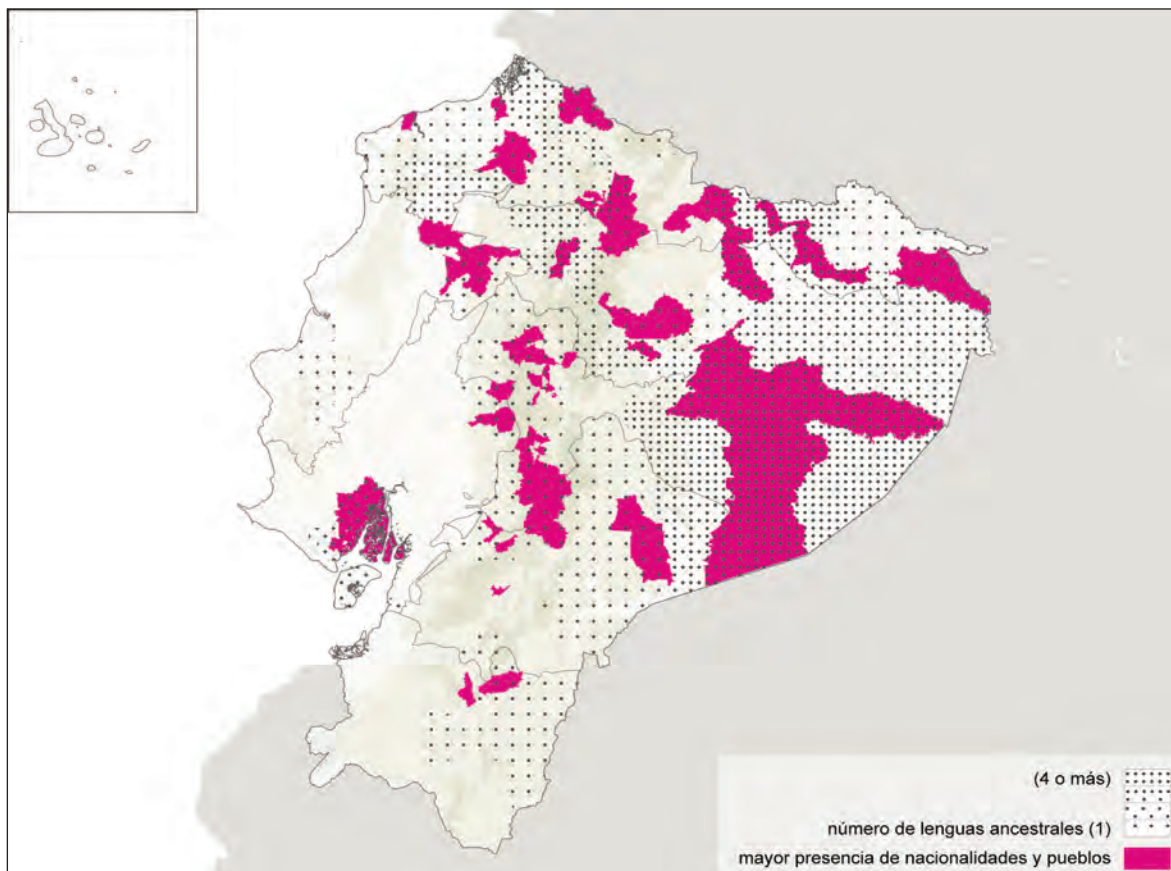 (4 o más)
número de lenguas ancestrales (1)
mayor presencia de nacionalidades y pueblos